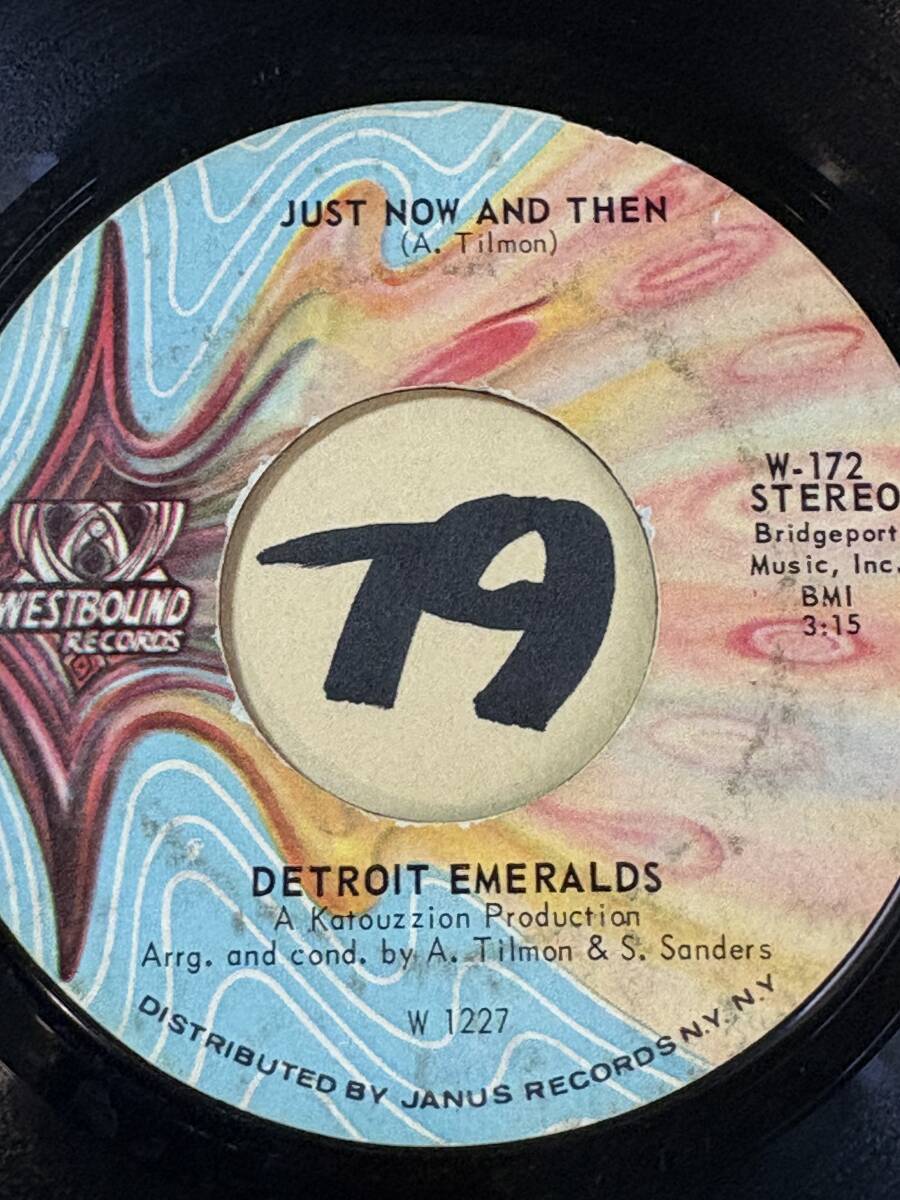 JUST NOW AND THEN
(A. Tilmon)
W-172
STEREO
Bridgeport
Music, Inc.
BMI
3:15
WESTBOUND
RECORDS
79
DETROIT EMERALDS
A Katouzzion Production
Arrg. and cond. by A. Tilmon & S. Sanders
W 1227
DISTRIBUTED BY JANUS RECORDS N.Y. N.Y